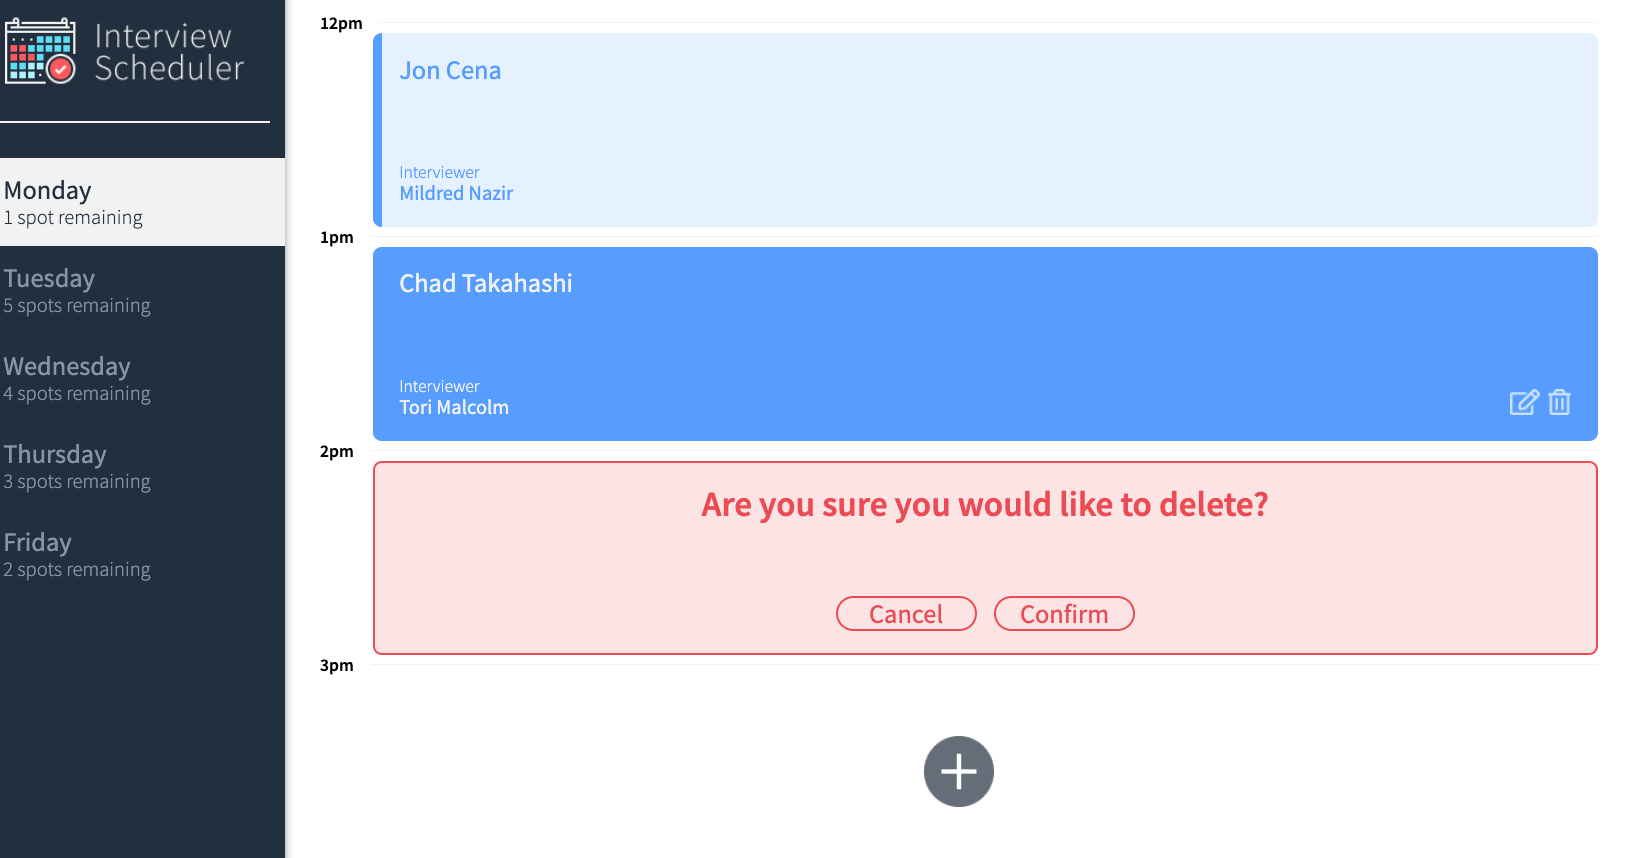 Interview
Scheduler
Monday
1 spot remaining
Tuesday
5 spots remaining
Wednesday
4 spots remaining
Thursday
3 spots remaining
Friday
2 spots remaining
12pm
Jon Cena
Interviewer
Mildred Nazir
1pm
Chad Takahashi
Interviewer
Tori Malcolm
2pm
Are you sure you would like to delete?
Cancel Confirm
3pm